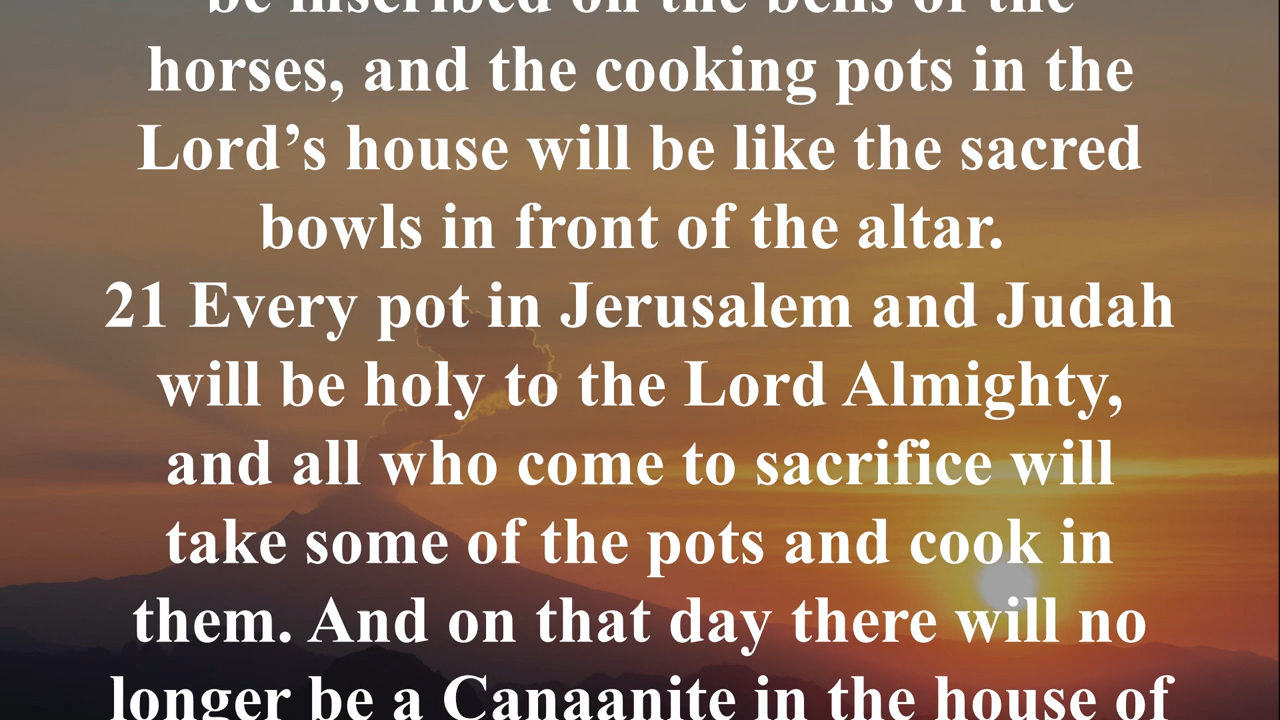 be inscribed on the bells of the
horses, and the cooking pots in the
Lord’s house will be like the sacred
bowls in front of the altar.
21 Every pot in Jerusalem and Judah
will be holy to the Lord Almighty,
and all who come to sacrifice will
take some of the pots and cook in
them. And on that day there will no
longer be a Canaanite in the house of